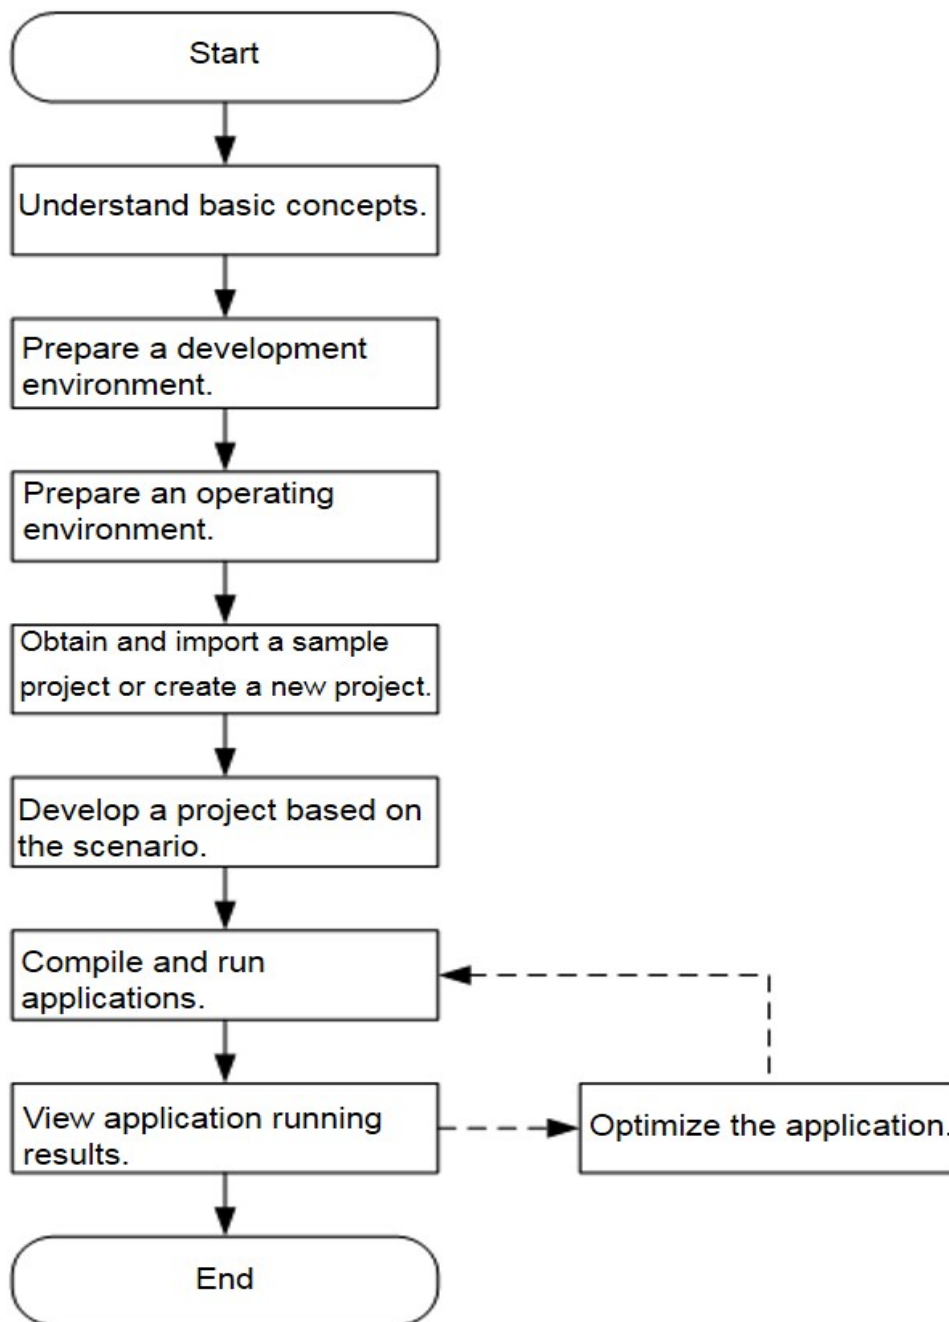 Start
Understand basic concepts.
Prepare a development
environment.
Prepare an operating
environment.
Obtain and import a sample
project or create a new project.
Develop a project based on
the scenario.
Compile and run
applications.
View application running
results.
Optimize the application.
End